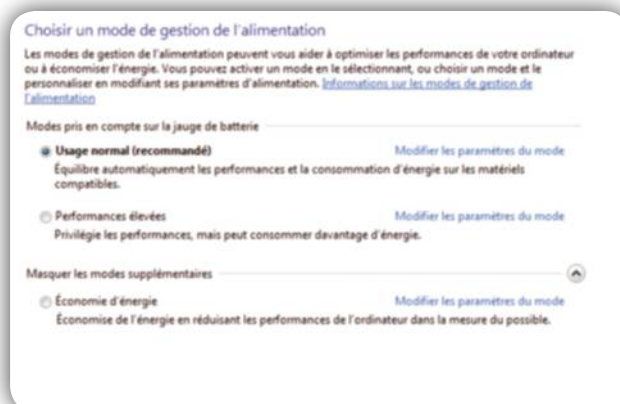 Choisir un mode de gestion de l'alimentation
Les modes de gestion de l'alimentation peuvent vous aider à optimiser les performances de votre ordinateur
ou à économiser l'énergie. Vous pouvez activer un mode en le sélectionnant, ou choisir un mode et le
personnaliser en modifiant ses paramètres d'alimentation. Informations sur les modes de gestion de
l'alimentation
Modes pris en compte sur la jauge de batterie
Usage normal (recommandé) Modifier les paramètres du mode
Équilibre automatiquement les performances et la consommation d'énergie sur les matériels
compatibles.
Performances élevées Modifier les paramètres du mode
Privilégie les performances, mais peut consommer davantage d'énergie.
Masquer les modes supplémentaires
Économie d'énergie Modifier les paramètres du mode
Économise de l'énergie en réduisant les performances de l'ordinateur dans la mesure du possible.